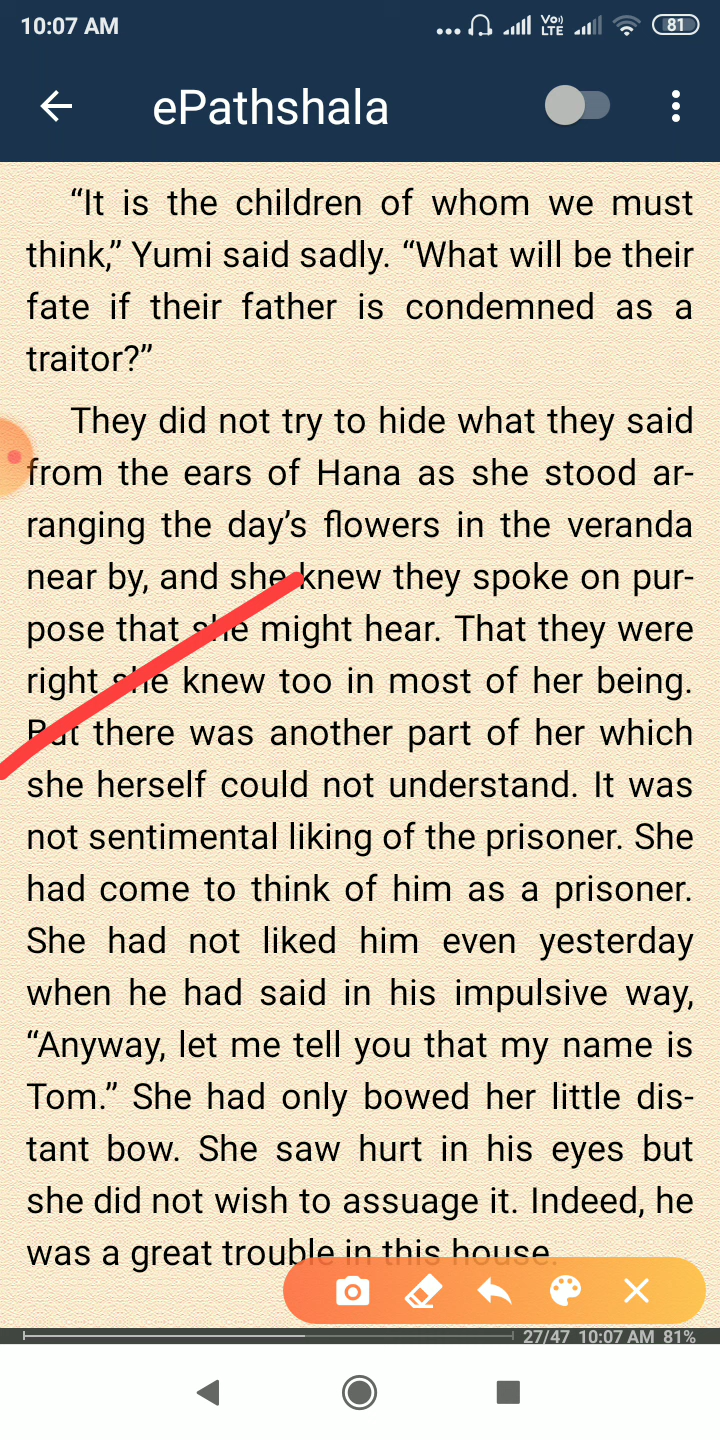 10:07 AM
Vo))
LTE
81
ePathshala
“It is the children of whom we must
think,” Yumi said sadly. “What will be their
fate if their father is condemned as a
traitor?”
They did not try to hide what they said
from the ears of Hana as she stood ar-
ranging the day’s flowers in the veranda
near by, and she knew they spoke on pur-
pose that she might hear. That they were
right she knew too in most of her being.
But there was another part of her which
she herself could not understand. It was
not sentimental liking of the prisoner. She
had come to think of him as a prisoner.
She had not liked him even yesterday
when he had said in his impulsive way,
“Anyway, let me tell you that my name is
Tom.” She had only bowed her little dis-
tant bow. She saw hurt in his eyes but
she did not wish to assuage it. Indeed, he
was a great trouble in this house.
27/47 10:07 AM 81%